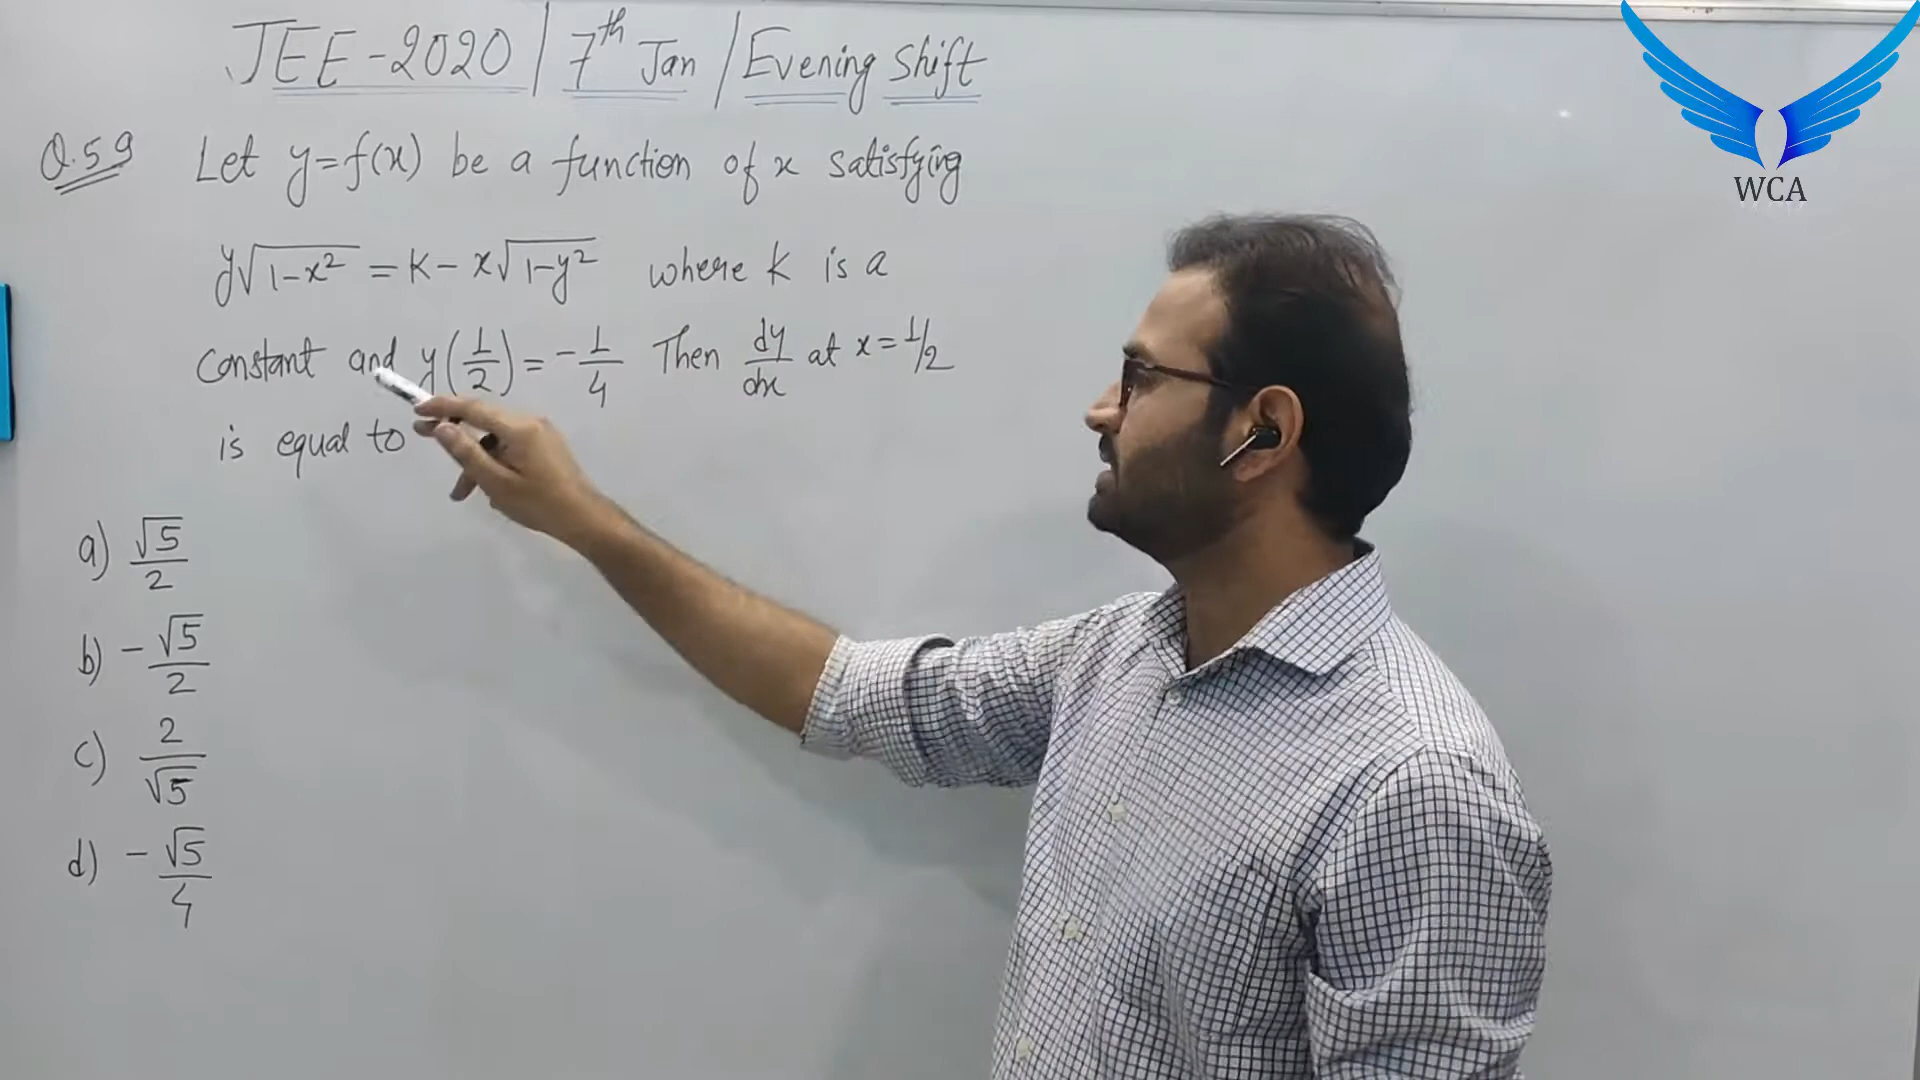 JEE-2020 / 7th Jan / Evening Shift
WCA
Q.59 Let y=f(x) be a function of x satisfying
y√(1-x²) = K - x√(1-y²) where K is a
Constant and y(1/2) = -1/4 Then dy/dx at x=1/2
is equal to
a) √5/2
b) -√5/2
c) 2/√5
d) -√5/4